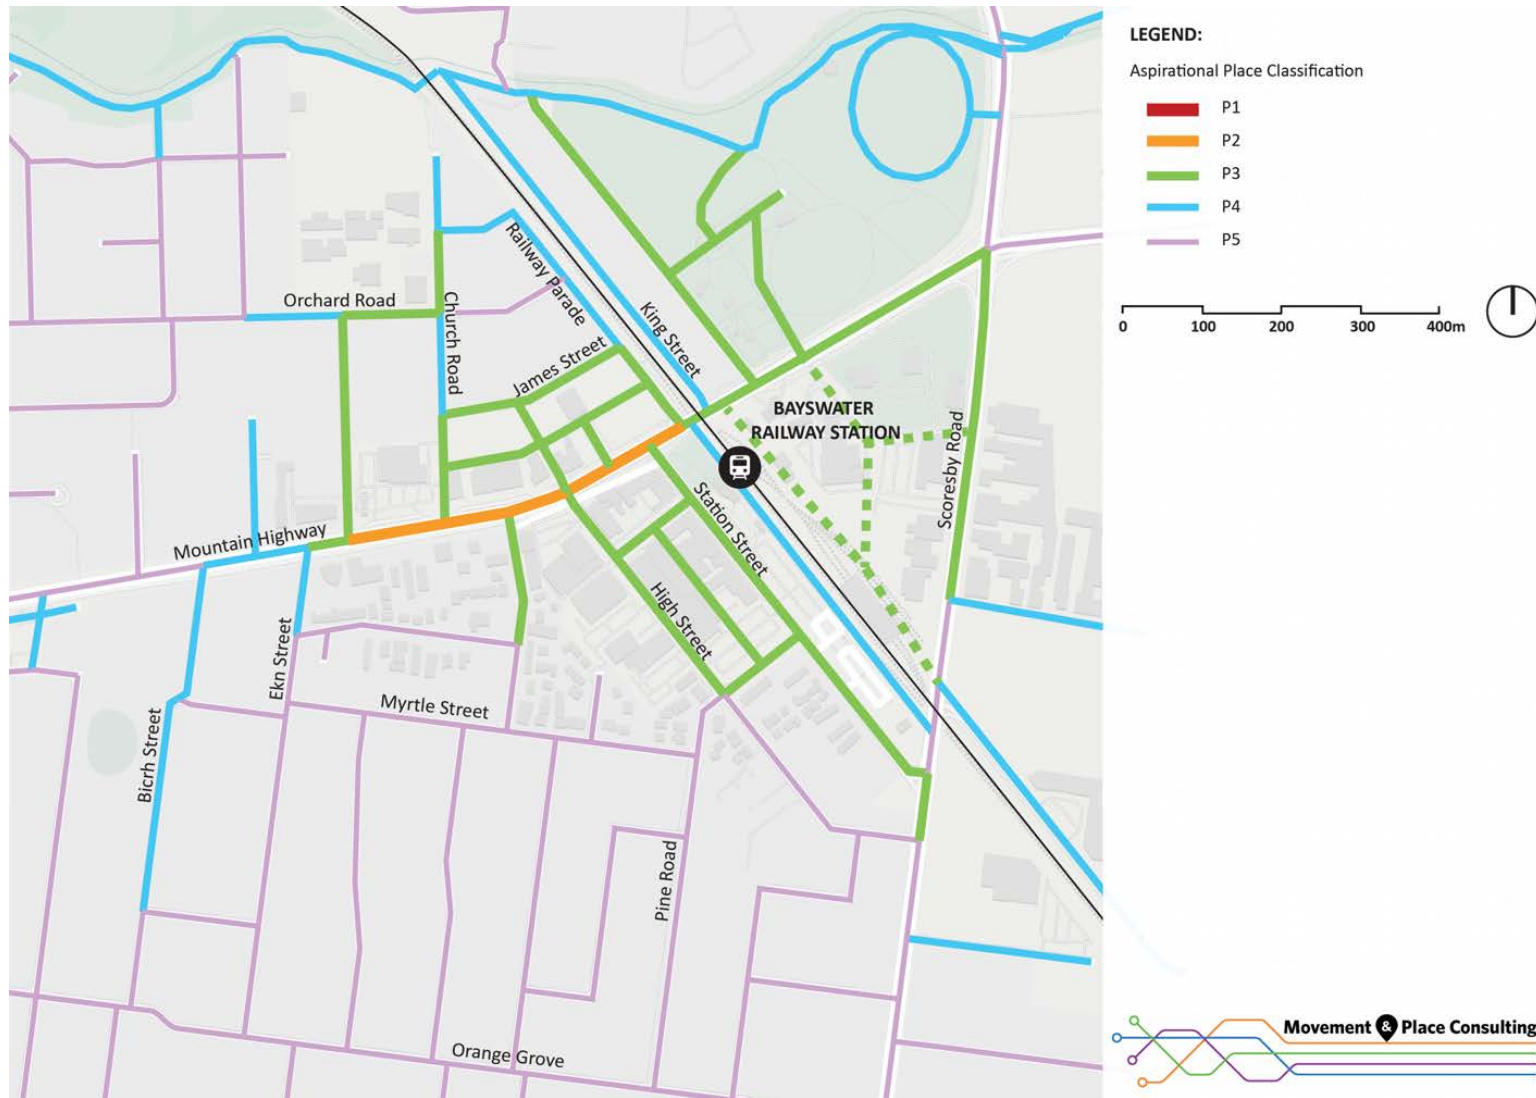 LEGEND:
Aspirational Place Classification
P1
P2
P3
P4
P5
0 100 200 300 400m
Railway Parade
Orchard Road
Church Road
King Street
James Street
BAYSWATER
RAILWAY STATION
Scoresby Road
Mountain Highway
Station Street
High Street
Ekn Street
Myrtle Street
Bicrh Street
Pine Road
Orange Grove
Movement & Place Consulting